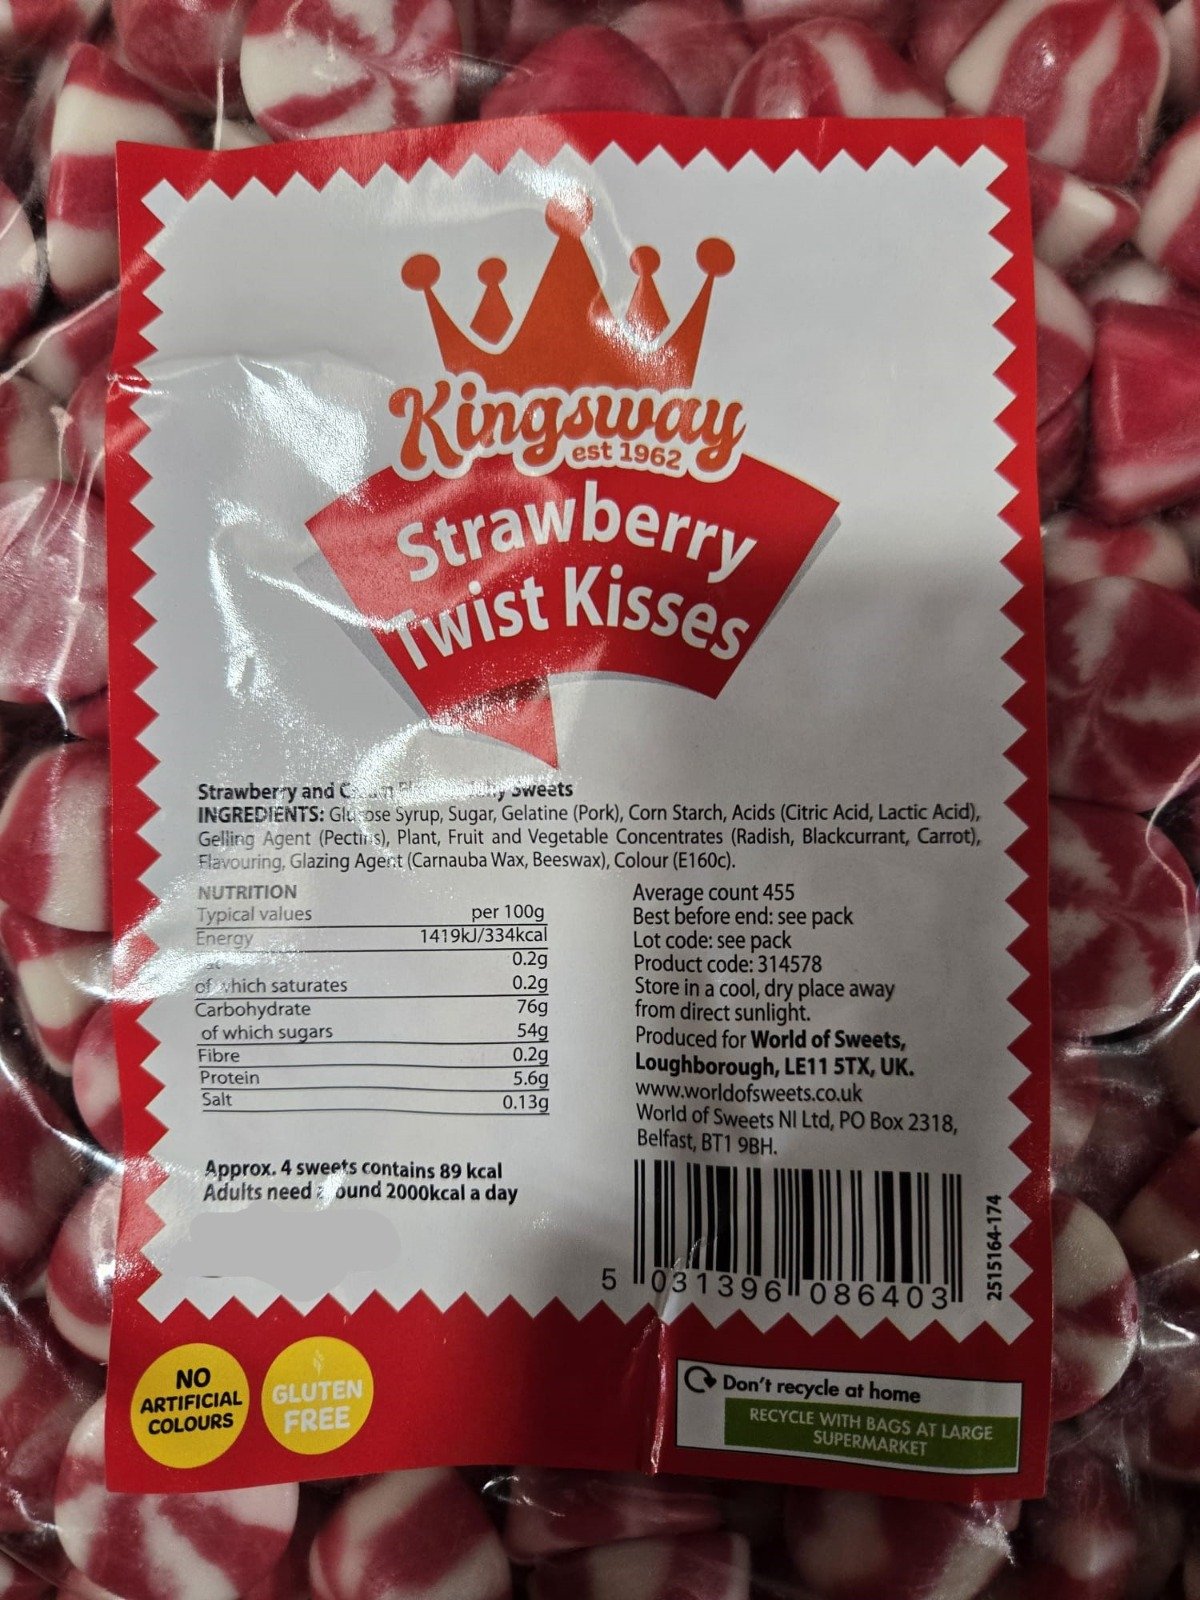 Kingsway
est 1962
Strawberry
Twist Kisses
Strawberry and Sweets
INGREDIENTS: Glucose Syrup, Sugar, Gelatine (Pork), Corn Starch, Acids (Citric Acid, Lactic Acid),
Gelling Agent (Pectins), Plant, Fruit and Vegetable Concentrates (Radish, Blackcurrant, Carrot),
Flavouring, Glazing Agent (Carnauba Wax, Beeswax), Colour (E160c).
NUTRITION
Typical values per 100g
Energy 1419kJ/334kcal
0.2g
of which saturates 0.2g
Carbohydrate 76g
of which sugars 54g
Fibre 0.2g
Protein 5.6g
Salt 0.13g
Approx. 4 sweets contains 89 kcal
Adults need around 2000kcal a day
Average count 455
Best before end: see pack
Lot code: see pack
Product code: 314578
Store in a cool, dry place away
from direct sunlight.
Produced for World of Sweets,
Loughborough, LE11 5TX, UK.
www.worldofsweets.co.uk
World of Sweets NI Ltd, PO Box 2318,
Belfast, BT1 9BH.
5 031396 086403
2515164-174
NO
ARTIFICIAL
COLOURS
GLUTEN
FREE
Don't recycle at home
RECYCLE WITH BAGS AT LARGE
SUPERMARKET